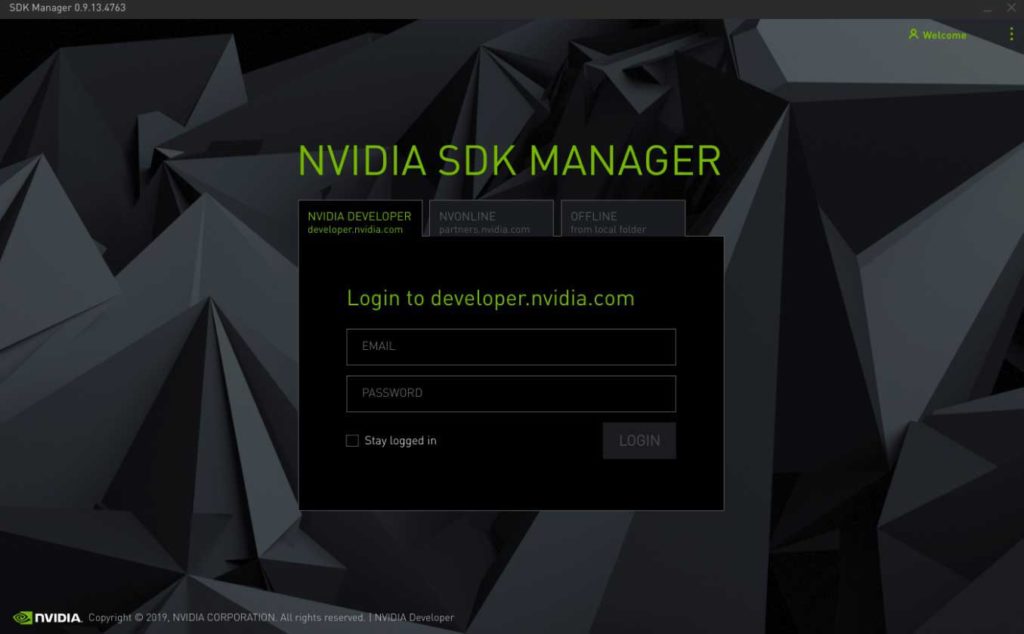 SDK Manager 0.9.13.4763
Welcome
NVIDIA SDK MANAGER
NVIDIA DEVELOPER
developer.nvidia.com
NVONLINE
partners.nvidia.com
OFFLINE
from local folder
Login to developer.nvidia.com
EMAIL
PASSWORD
Stay logged in
LOGIN
NVIDIA. Copyright © 2019, NVIDIA CORPORATION. All rights reserved. | NVIDIA Developer